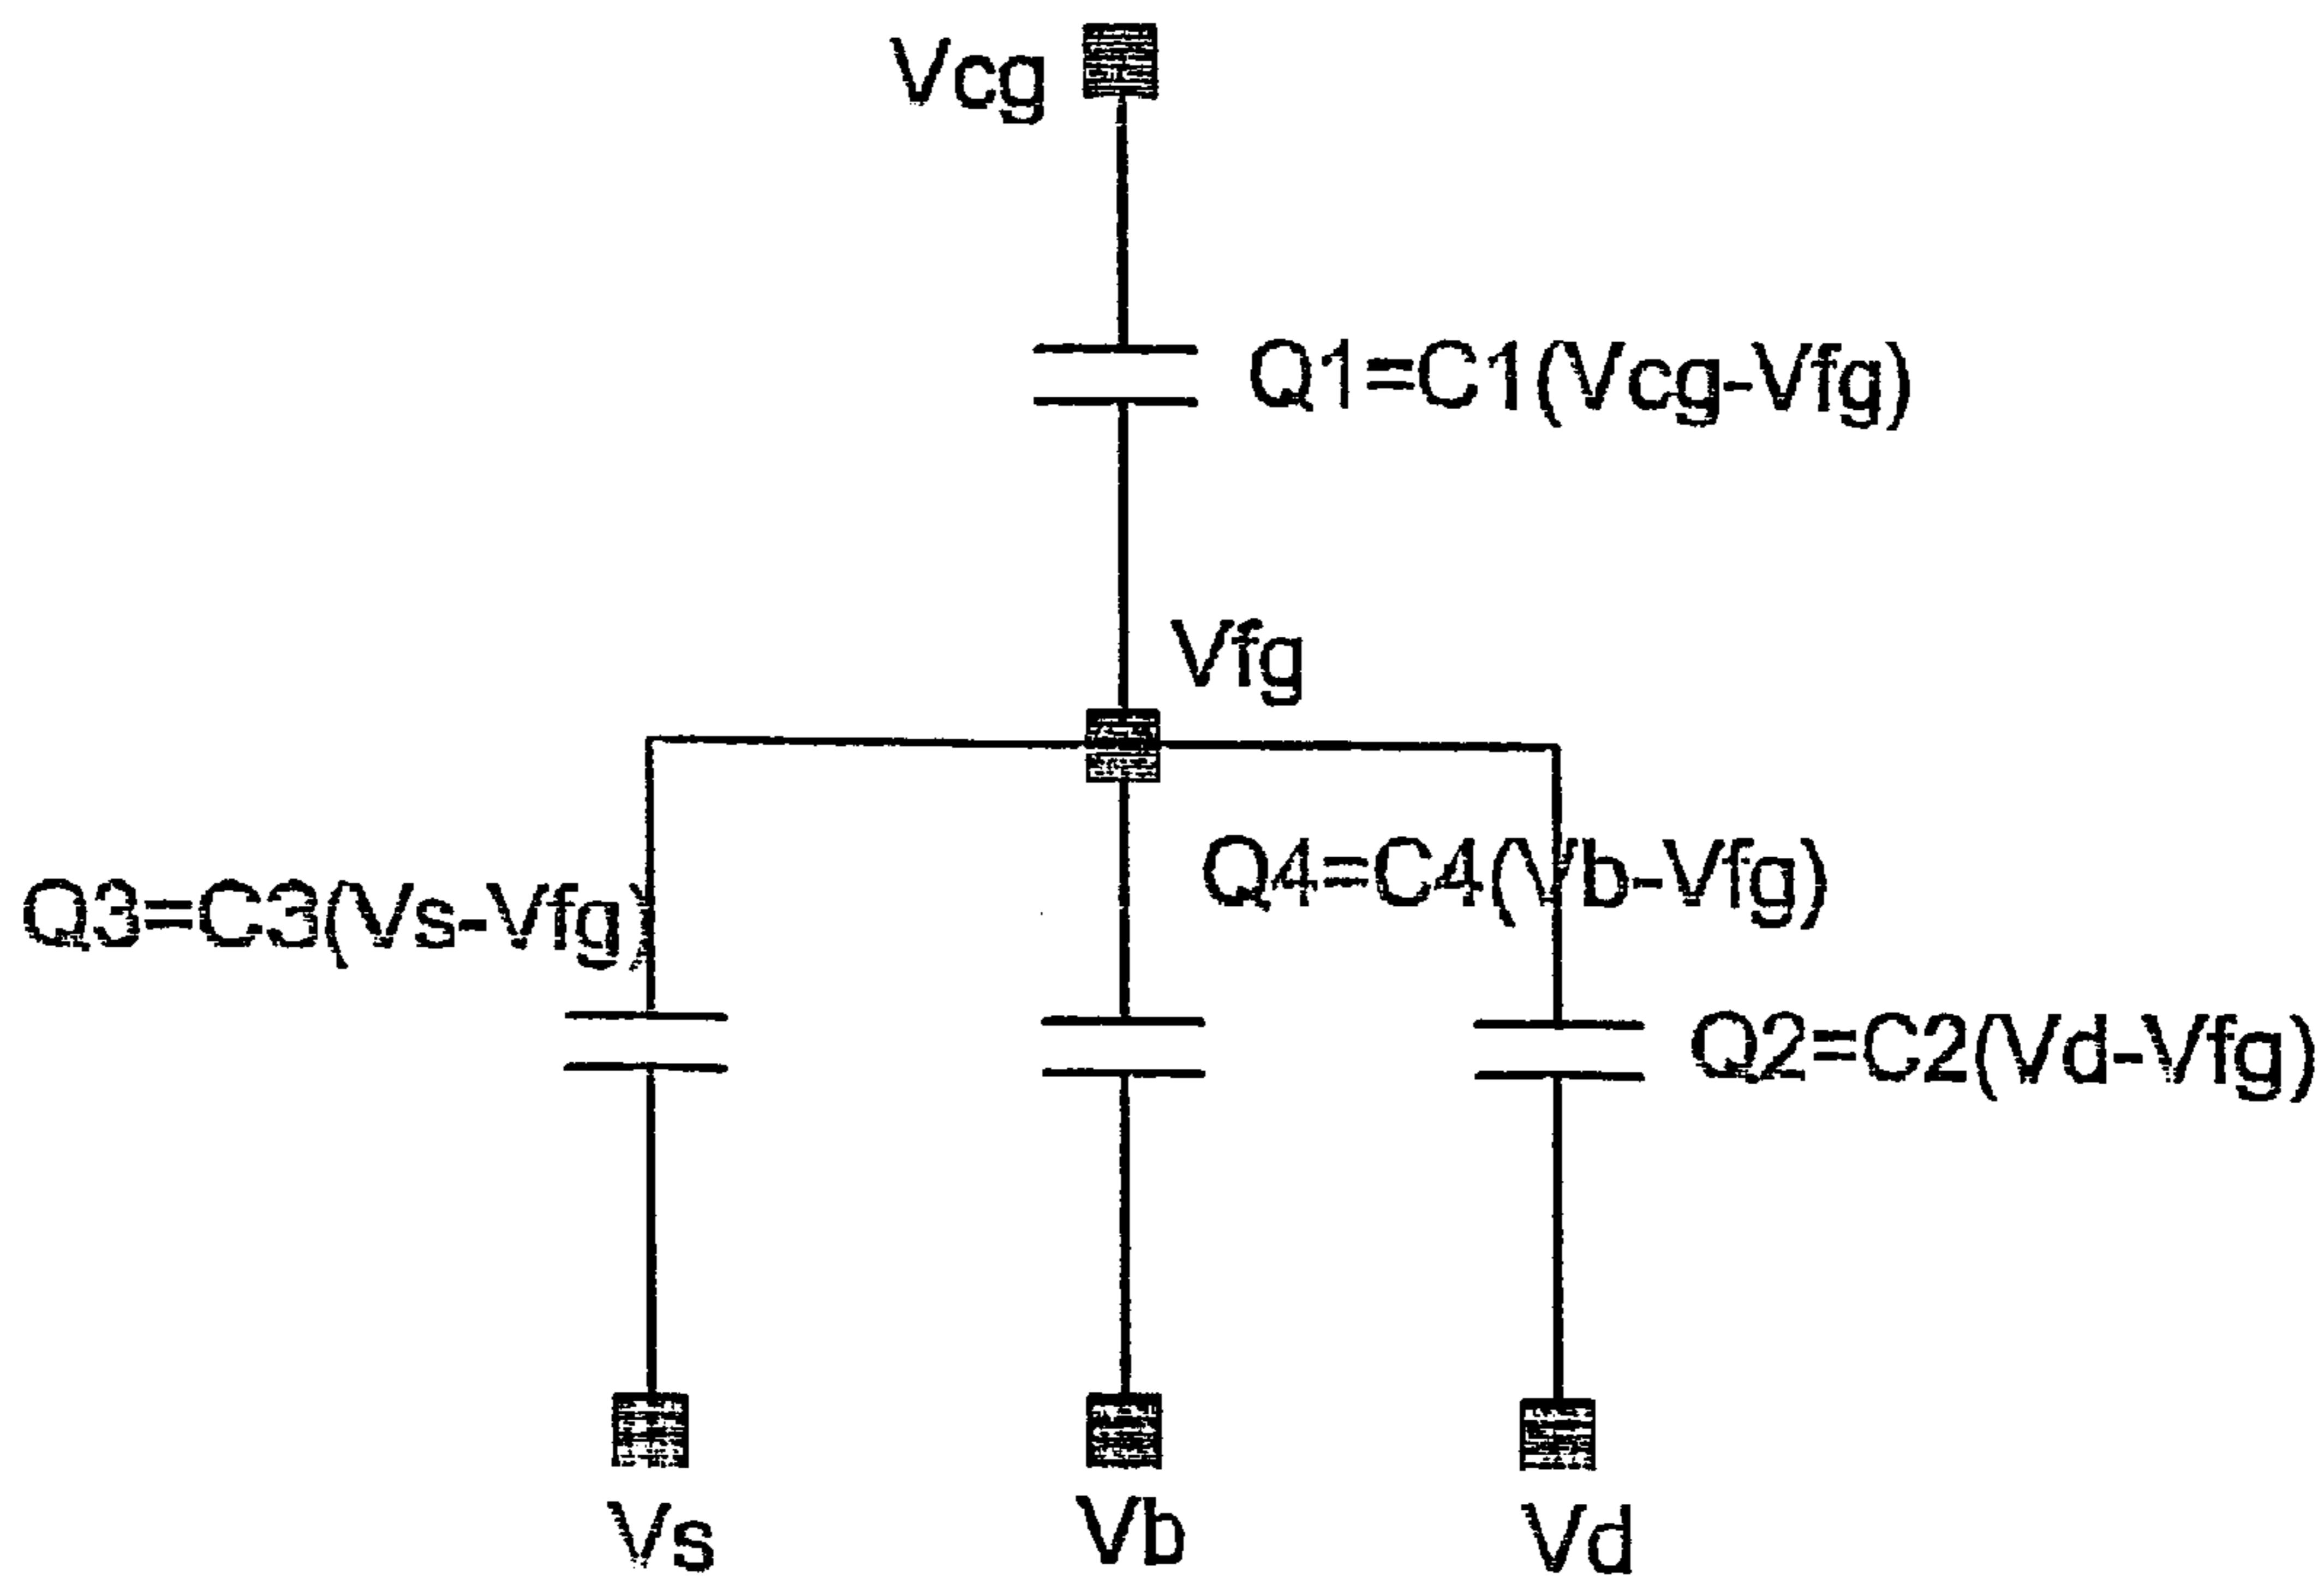 Vcg
Q1=C1(Vcg-Vfg)
Vfg
Q4=C4(Vb-Vfg)
Q3=C3(Vs-Vfg)
Q2=C2(Vd-Vfg)
Vs
Vb
Vd